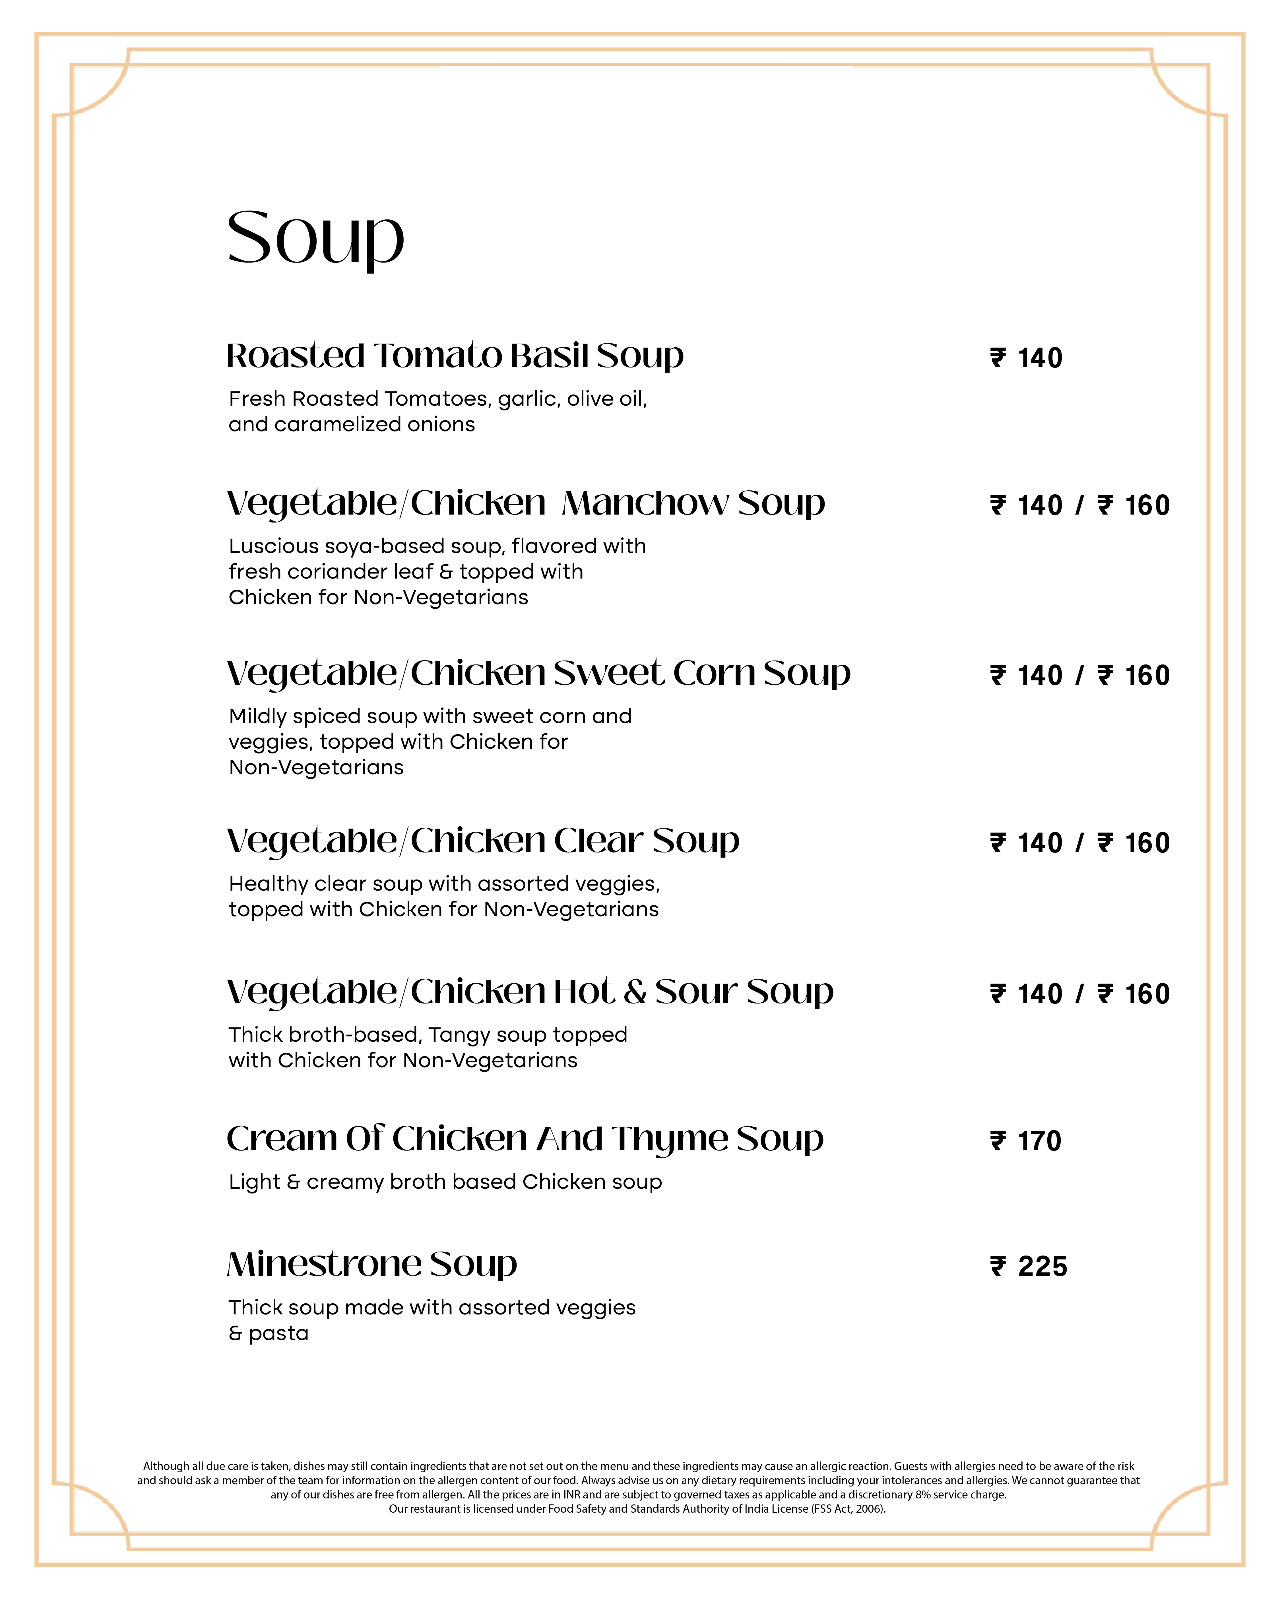 Soup
Roasted Tomato Basil Soup ₹ 140
Fresh Roasted Tomatoes, garlic, olive oil,
and caramelized onions
Vegetable/Chicken Manchow Soup ₹ 140 / ₹ 160
Luscious soya-based soup, flavored with
fresh coriander leaf & topped with
Chicken for Non-Vegetarians
Vegetable/Chicken Sweet Corn Soup ₹ 140 / ₹ 160
Mildly spiced soup with sweet corn and
veggies, topped with Chicken for
Non-Vegetarians
Vegetable/Chicken Clear Soup ₹ 140 / ₹ 160
Healthy clear soup with assorted veggies,
topped with Chicken for Non-Vegetarians
Vegetable/Chicken Hot & Sour Soup ₹ 140 / ₹ 160
Thick broth-based, Tangy soup topped
with Chicken for Non-Vegetarians
Cream Of Chicken And Thyme Soup ₹ 170
Light & creamy broth based Chicken soup
Minestrone Soup ₹ 225
Thick soup made with assorted veggies
& pasta
Although all due care is taken, dishes may still contain ingredients that are not set out on the menu and these ingredients may cause an allergic reaction. Guests with allergies need to be aware of the risk
and should ask a member of the team for information on the allergen content of our food. Always advise us on any dietary requirements including your intolerances and allergies. We cannot guarantee that
any of our dishes are free from allergen. All the prices are in INR and are subject to governed taxes as applicable and a discretionary 8% service charge.
Our restaurant is licensed under Food Safety and Standards Authority of India License (FSS Act, 2006).